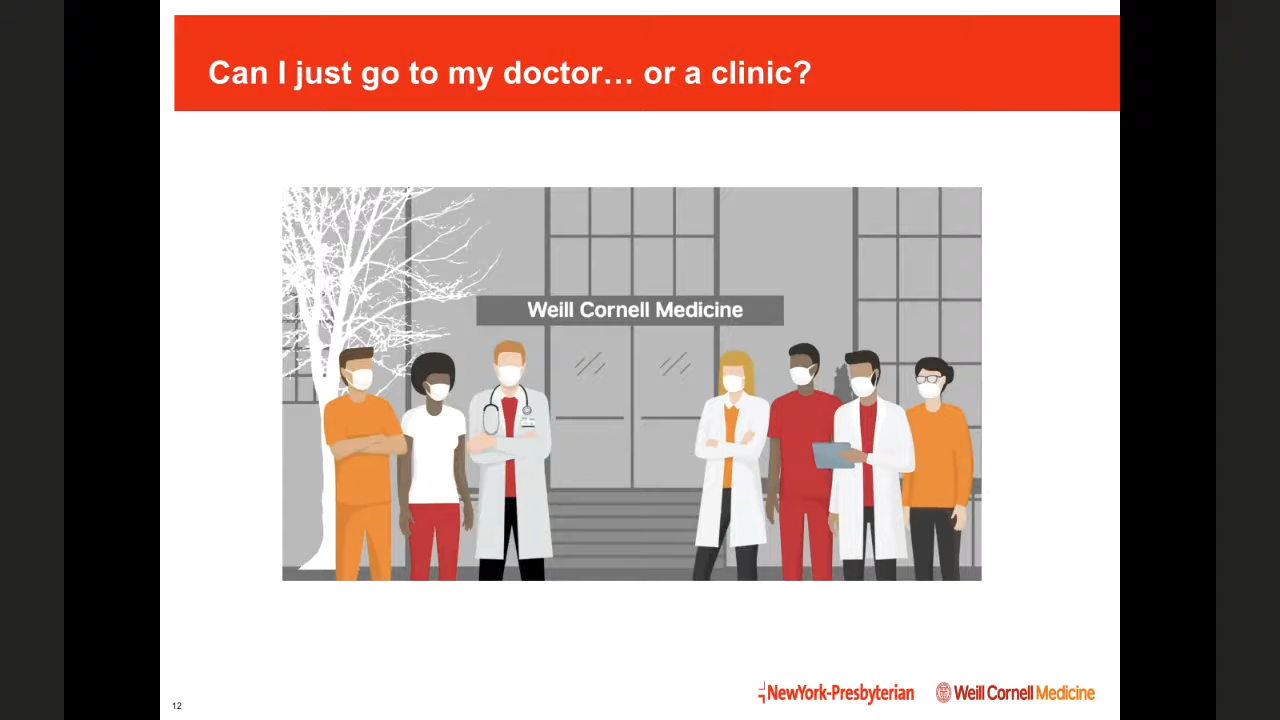 Can I just go to my doctor… or a clinic?
Weill Cornell Medicine
NewYork-Presbyterian
Weill Cornell Medicine
12